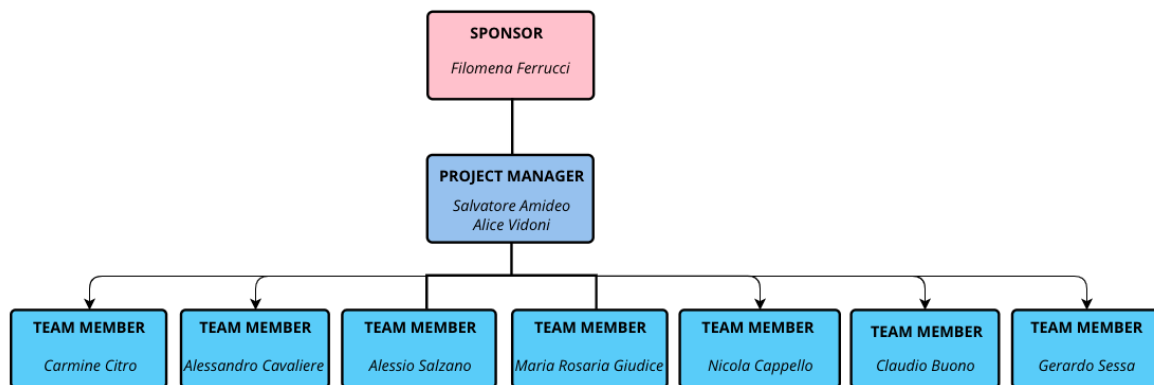 SPONSOR
Filomena Ferrucci
PROJECT MANAGER
Salvatore Amideo
Alice Vidoni
TEAM MEMBER
Carmine Citro
TEAM MEMBER
Alessandro Cavaliere
TEAM MEMBER
Alessio Salzano
TEAM MEMBER
Maria Rosaria Giudice
TEAM MEMBER
Nicola Cappello
TEAM MEMBER
Claudio Buono
TEAM MEMBER
Gerardo Sessa